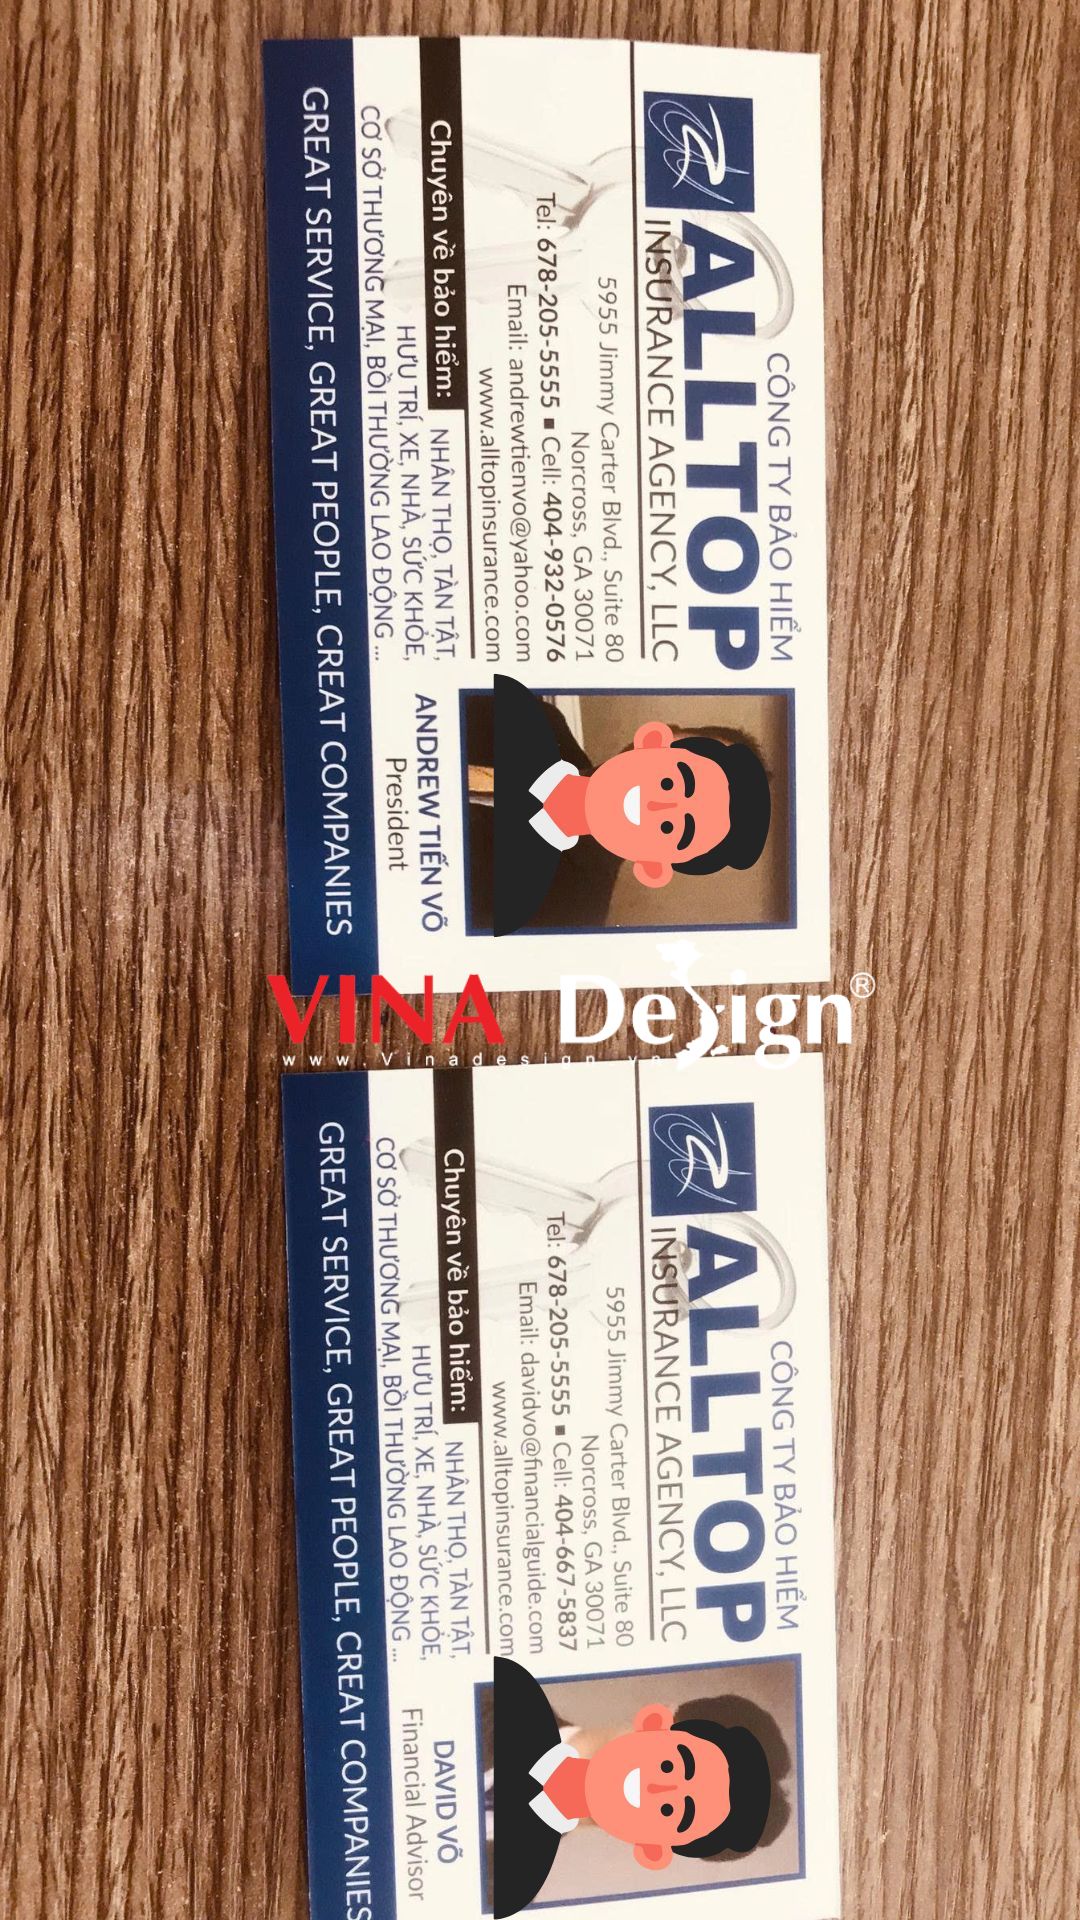 CÔNG TY BẢO HIỂM
ALLTOP
INSURANCE AGENCY, LLC
5955 Jimmy Carter Blvd., Suite 80
Norcross, GA 30071
Tel: 678-205-5555 ▪ Cell: 404-932-0576
Email: andrewtienvo@yahoo.com
www.alltopinsurance.com
Chuyên về bảo hiểm: NHÂN THỌ, TÀN TẬT,
HƯU TRÍ, XE, NHÀ, SỨC KHỎE,
CƠ SỞ THƯƠNG MẠI, BỒI THƯỜNG LAO ĐỘNG ...
ANDREW TIẾN VÕ
President
GREAT SERVICE, GREAT PEOPLE, CREAT COMPANIES
VINA Design®
www.Vinadesign.vn
CÔNG TY BẢO HIỂM
ALLTOP
INSURANCE AGENCY, LLC
5955 Jimmy Carter Blvd., Suite 80
Norcross, GA 30071
Tel: 678-205-5555 ▪ Cell: 404-667-5837
Email: davidvo@financialguide.com
www.alltopinsurance.com
Chuyên về bảo hiểm: NHÂN THỌ, TÀN TẬT,
HƯU TRÍ, XE, NHÀ, SỨC KHỎE,
CƠ SỞ THƯƠNG MẠI, BỒI THƯỜNG LAO ĐỘNG ...
DAVID VÕ
Financial Advisor
GREAT SERVICE, GREAT PEOPLE, CREAT COMPANIES